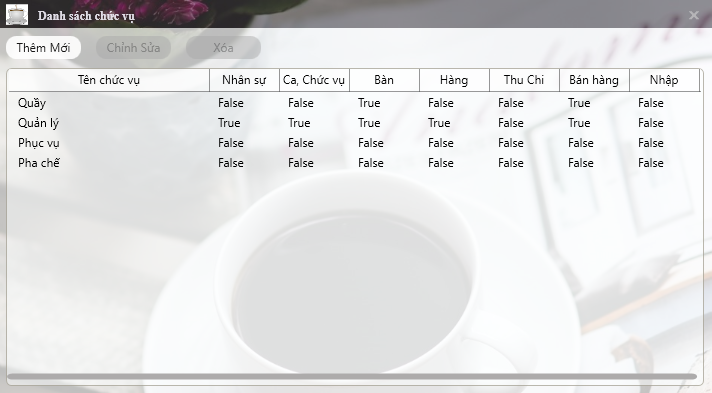 Danh sách chức vụ
Thêm Mới Chỉnh Sửa Xóa
Tên chức vụ Nhân sự Ca, Chức vụ Bàn Hàng Thu Chi Bán hàng Nhập
Quầy False False True False False True False
Quản lý True True True True False False False
Phục vụ False False False False False False False
Pha chế False False False False False False False